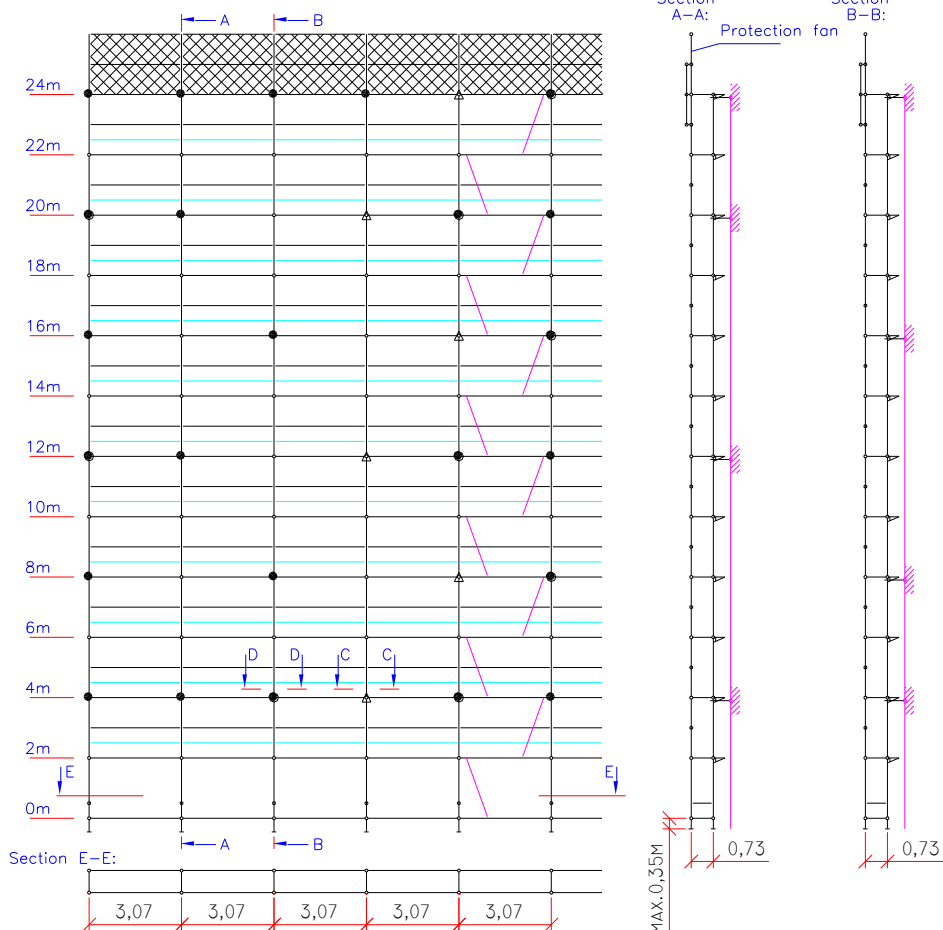 A
B
Section
A–A:
Section
B–B:
Protection fan
24m
22m
20m
18m
16m
14m
12m
10m
8m
6m
D
D
C
C
4m
2m
E
E
0m
A
B
Section E–E:
3,07
3,07
3,07
3,07
3,07
MAX.0,35M
0,73
0,73